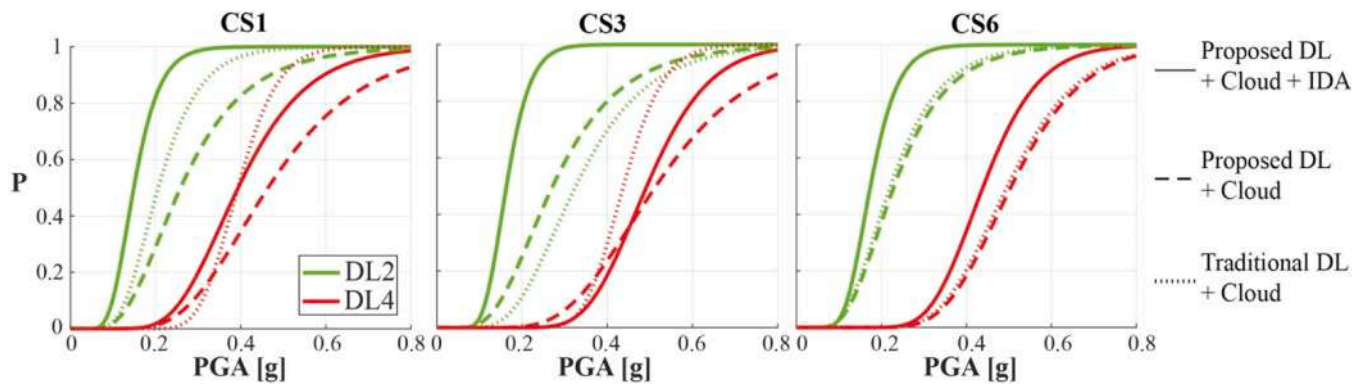 CS1
CS3
CS6
P
1
0.8
0.6
0.4
0.2
0
0 0.2 0.4 0.6 0.8
0 0.2 0.4 0.6 0.8
0 0.2 0.4 0.6 0.8
PGA [g]
PGA [g]
PGA [g]
DL2
DL4
Proposed DL
+ Cloud + IDA
Proposed DL
+ Cloud
Traditional DL
+ Cloud